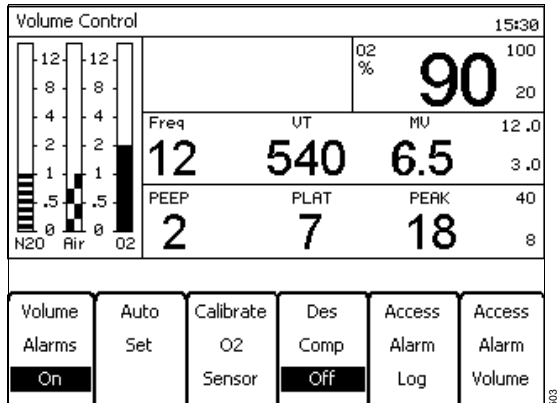 Volume Control 15:30
12 12
8 8
4 4
2 2
1 1
.5 .5
0 0
N2O Air O2
O2
%
90
100
20
Freq VT MV
12 540 6.5
12.0
3.0
PEEP PLAT PEAK
2 7 18
40
8
Volume
Alarms
On
Auto
Set
Calibrate
O2
Sensor
Des
Comp
Off
Access
Alarm
Log
Access
Alarm
Volume